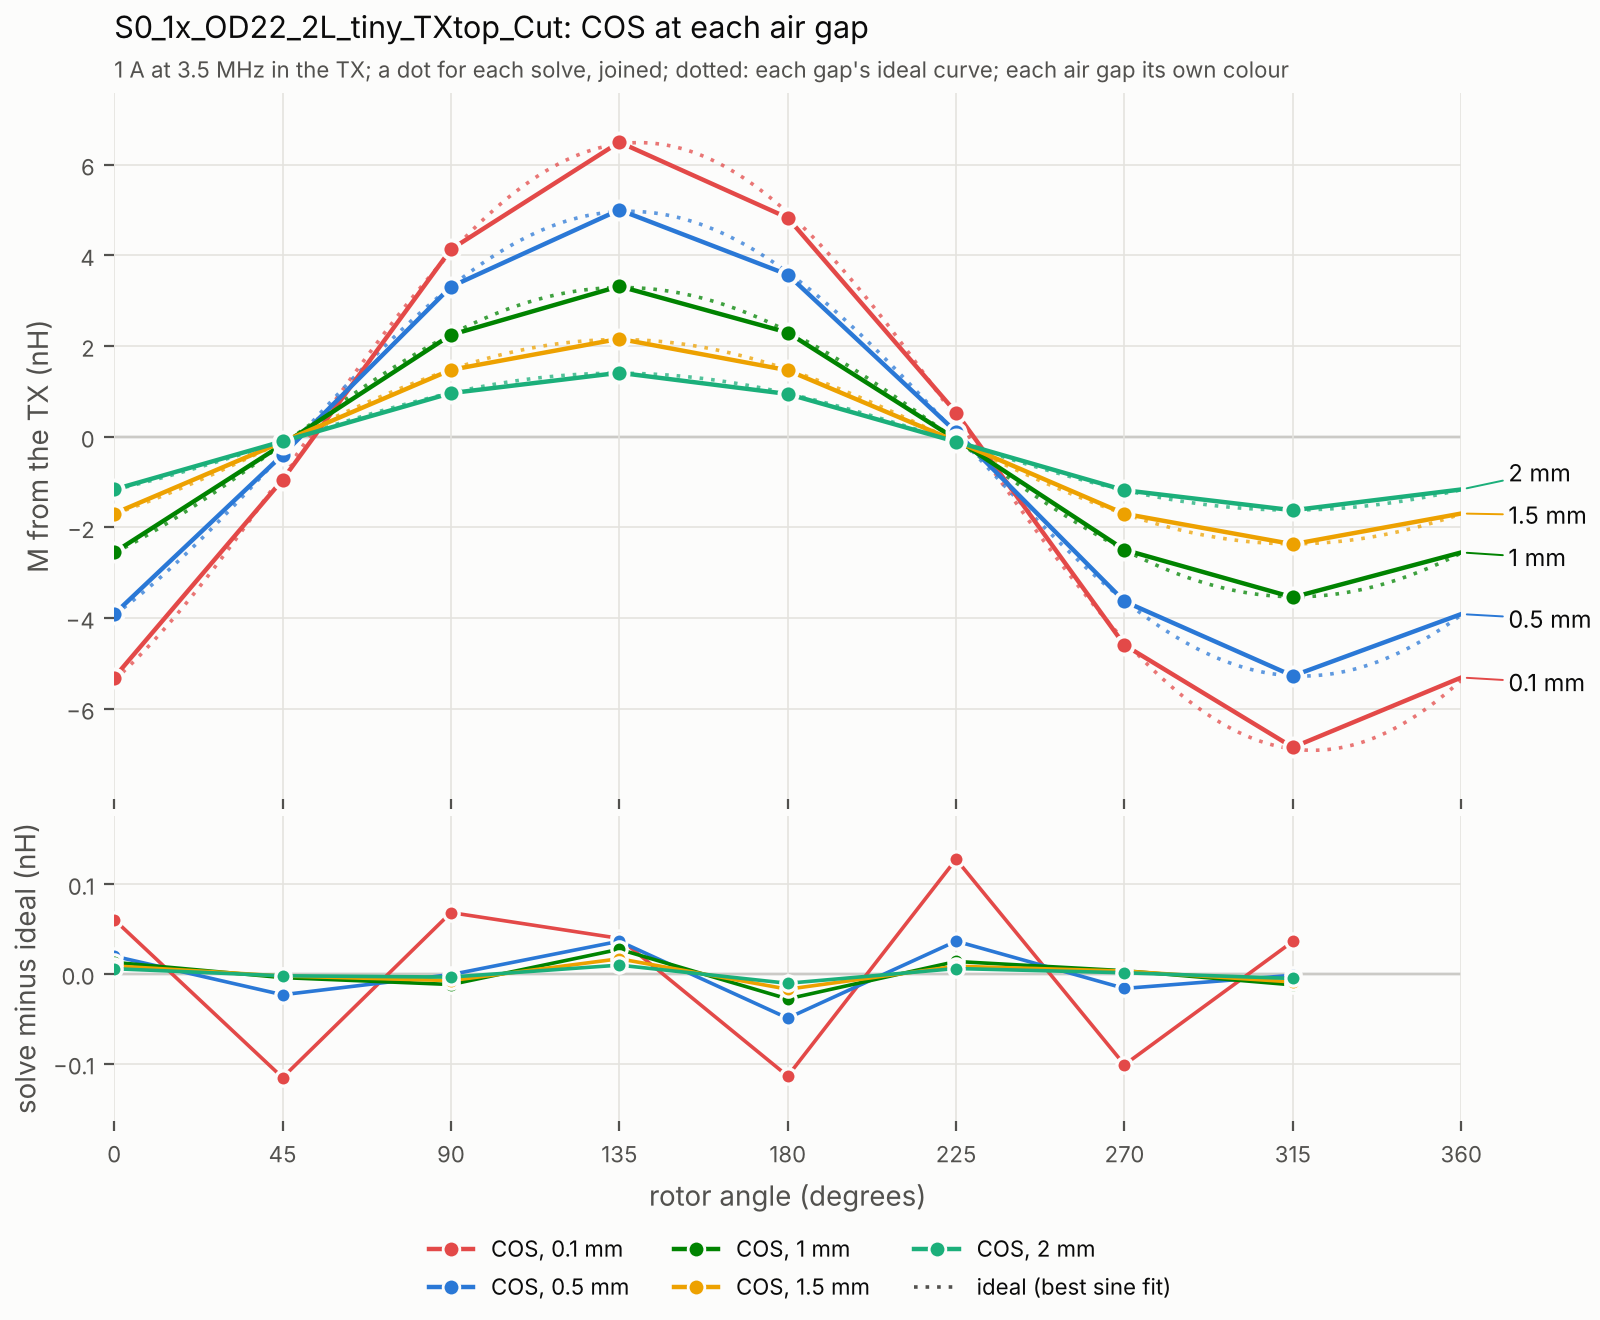 S0_1x_OD22_2L_tiny_TXtop_Cut: COS at each air gap
1 A at 3.5 MHz in the TX; a dot for each solve, joined; dotted: each gap's ideal curve; each air gap its own colour
M from the TX (nH)
6
4
2
0
−2
−4
−6
2 mm
1.5 mm
1 mm
0.5 mm
0.1 mm
solve minus ideal (nH)
0.1
0.0
−0.1
0 45 90 135 180 225 270 315 360
rotor angle (degrees)
COS, 0.1 mm COS, 1 mm COS, 2 mm
COS, 0.5 mm COS, 1.5 mm ideal (best sine fit)